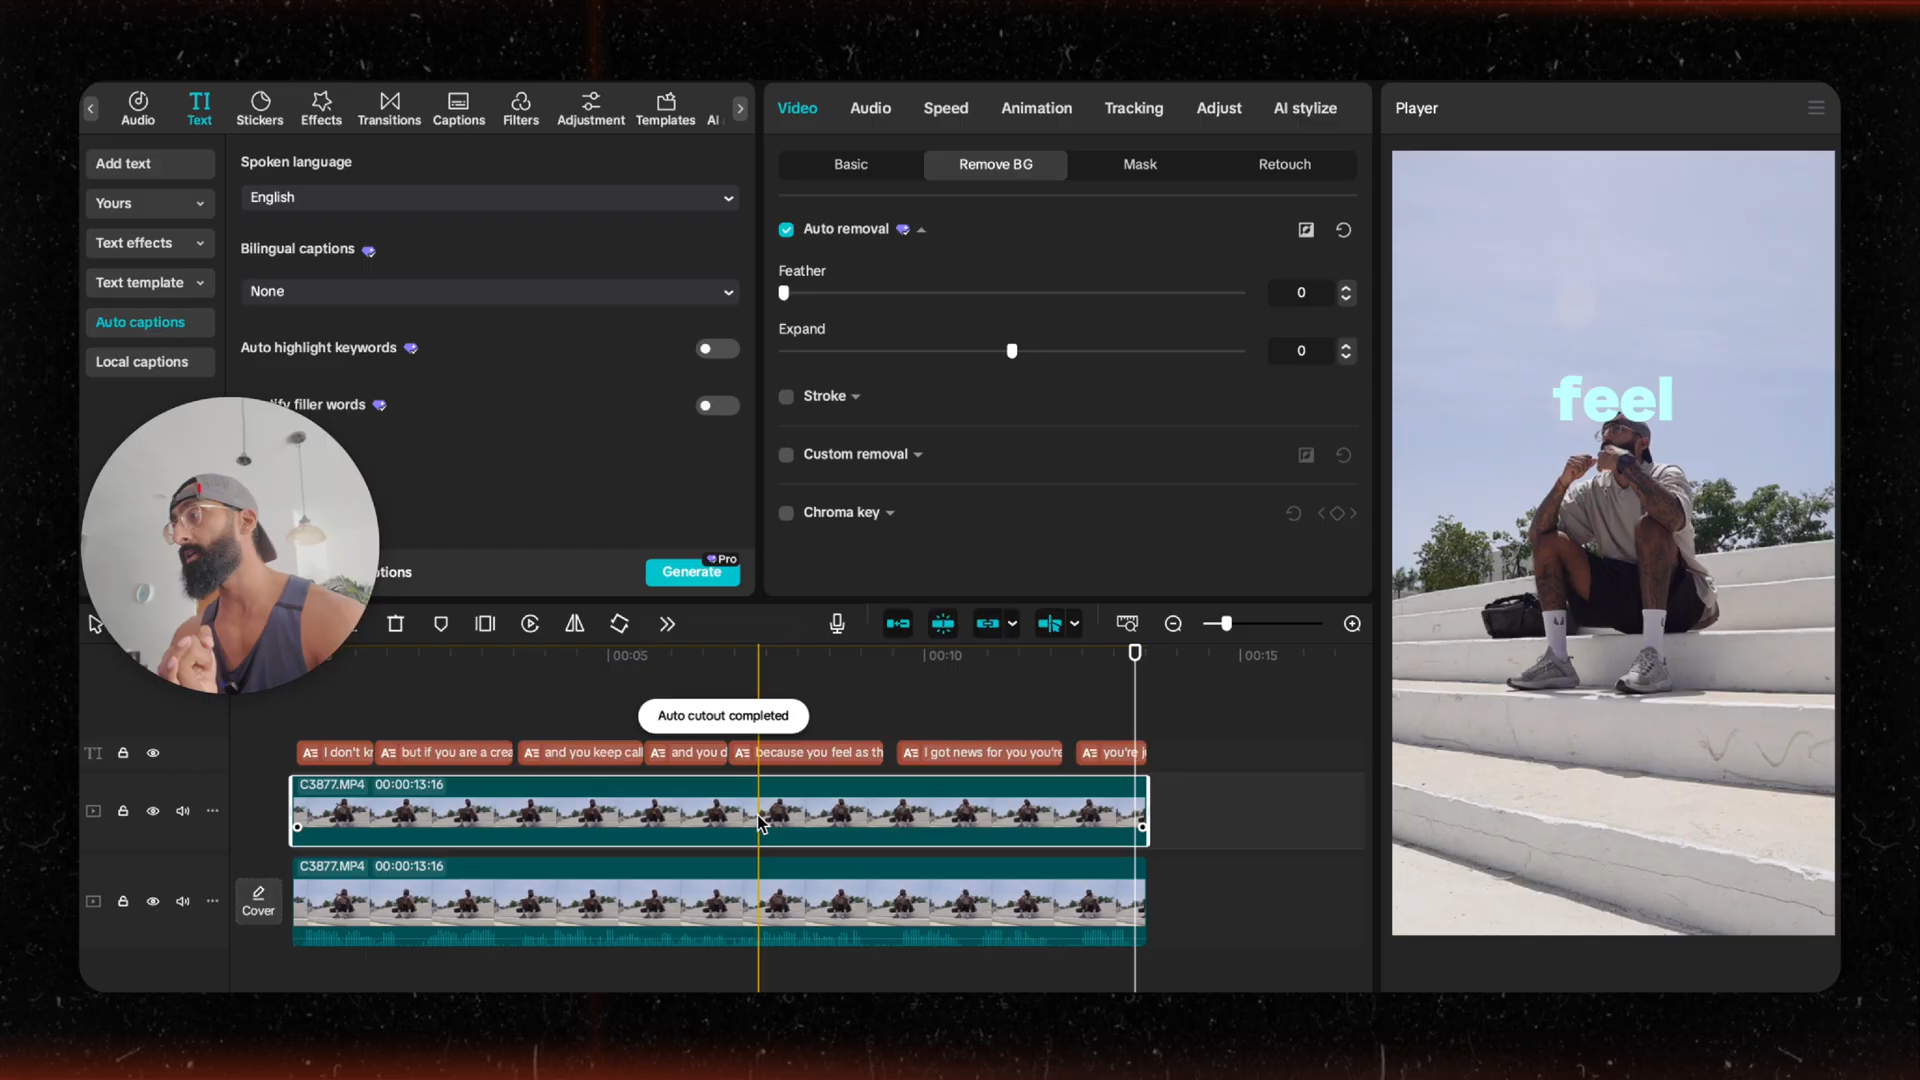 Audio
Text
Stickers
Effects
Transitions
Captions
Filters
Adjustment
Templates
AI
Video
Audio
Speed
Animation
Tracking
Adjust
AI stylize
Player
Add text
Yours
Text effects
Text template
Auto captions
Local captions
Spoken language
English
Bilingual captions
None
Auto highlight keywords
filler words
Generate
Pro
Basic
Remove BG
Mask
Retouch
Auto removal
Feather
0
Expand
0
Stroke
Custom removal
Chroma key
feel
00:05
00:10
00:15
Auto cutout completed
I don't kr
but if you are a crea
and you keep call
and you d
because you feel as th
I got news for you you're
you're j
C3877.MP4 00:00:13:16
C3877.MP4 00:00:13:16
Cover